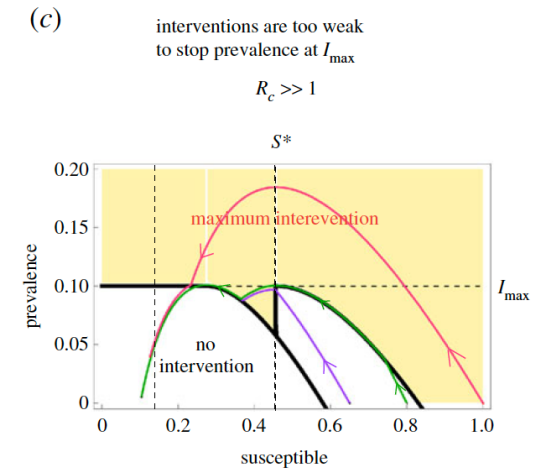 (c)
interventions are too weak
to stop prevalence at Imax
Rc >> 1
S*
0.20
0.15
0.10
0.05
0
maximum interevention
Imax
no
intervention
prevalence
0
0.2
0.4
0.6
0.8
1.0
susceptible